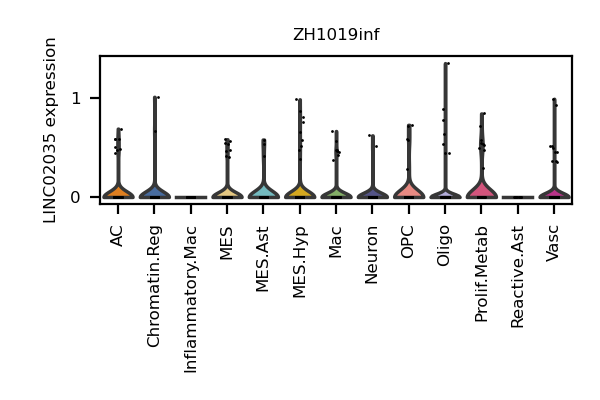 ZH1019inf
LINC02035 expression
1
0
AC
Chromatin.Reg
Inflammatory.Mac
MES
MES.Ast
MES.Hyp
Mac
Neuron
OPC
Oligo
Prolif.Metab
Reactive.Ast
Vasc